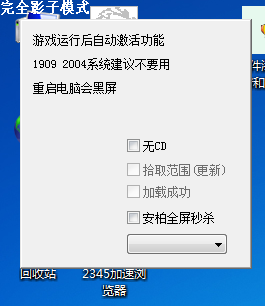 完全影子模式
游戏运行后自动激活功能
1909 2004系统建议不要用
重启电脑会黑屏
无CD
拾取范围(更新)
加载成功
安柏全屏秒杀
件
和
回收站
2345加速浏
览器